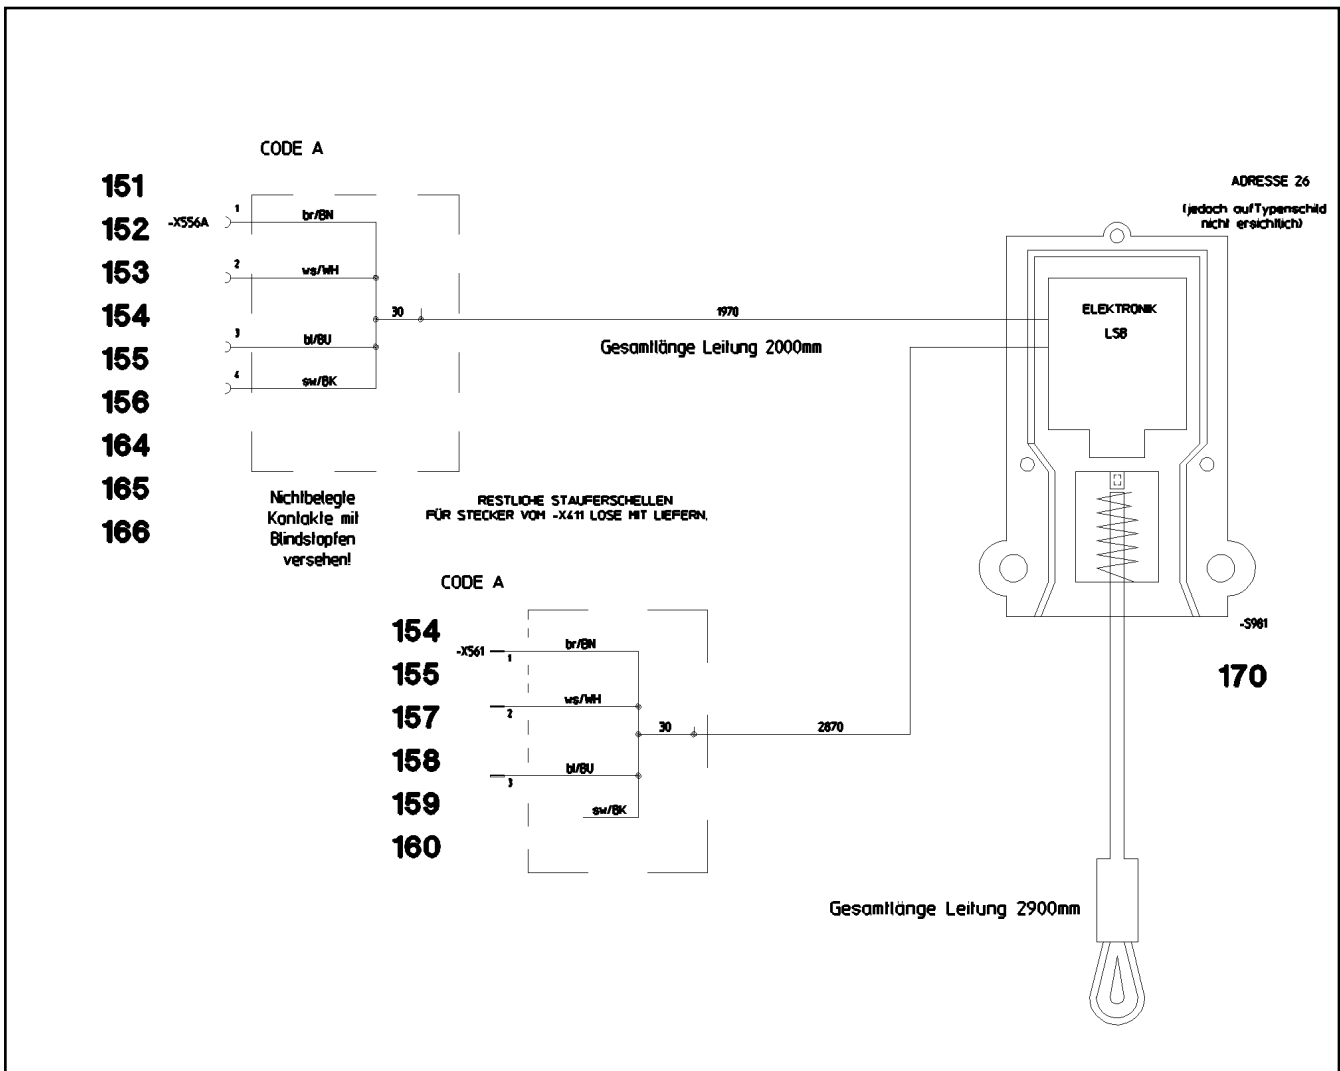 CODE A
151
152
153
154
155
156
164
165
166
-X556A
1
br/BN
2
ws/WH
3
bl/BU
4
sw/BK
30
1970
Gesamtlänge Leitung 2000mm
ADRESSE 26
(jedoch aufTypenschild
nicht ersichtlich)
ELEKTRONIK
LSB
Nichtbelegte
Kontakte mit
Blindstopfen
versehen!
RESTLICHE STAUFERSCHELLEN
FÜR STECKER VOM -X411 LOSE MIT LIEFERN.
CODE A
154
155
157
158
159
160
-X561
1
br/BN
2
ws/WH
3
bl/BU
sw/BK
30
2870
-S981
170
Gesamtlänge Leitung 2900mm